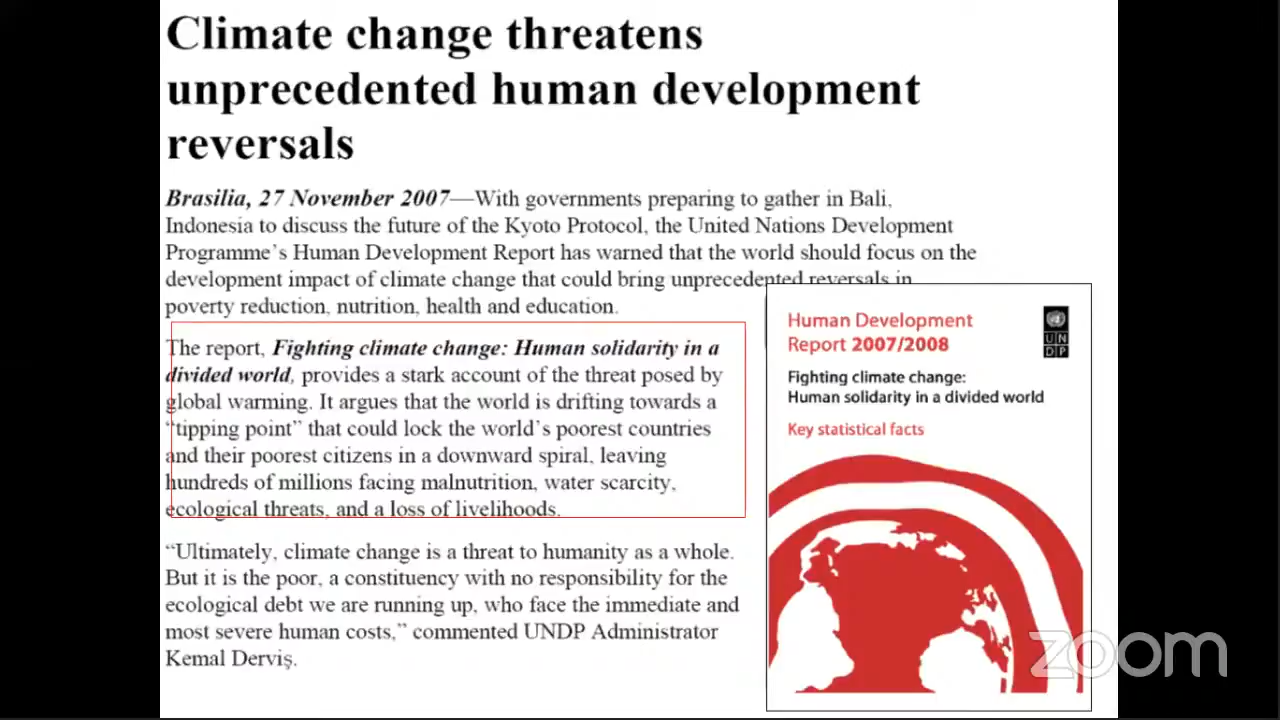 Climate change threatens
unprecedented human development
reversals
Brasilia, 27 November 2007—With governments preparing to gather in Bali,
Indonesia to discuss the future of the Kyoto Protocol, the United Nations Development
Programme's Human Development Report has warned that the world should focus on the
development impact of climate change that could bring unprecedented reversals in
poverty reduction, nutrition, health and education.
The report, Fighting climate change: Human solidarity in a
divided world, provides a stark account of the threat posed by
global warming. It argues that the world is drifting towards a
“tipping point” that could lock the world's poorest countries
and their poorest citizens in a downward spiral, leaving
hundreds of millions facing malnutrition, water scarcity,
ecological threats, and a loss of livelihoods.
“Ultimately, climate change is a threat to humanity as a whole.
But it is the poor, a constituency with no responsibility for the
ecological debt we are running up, who face the immediate and
most severe human costs,” commented UNDP Administrator
Kemal Derviş.
Human Development
Report 2007/2008
UN
DP
Fighting climate change:
Human solidarity in a divided world
Key statistical facts
zoom